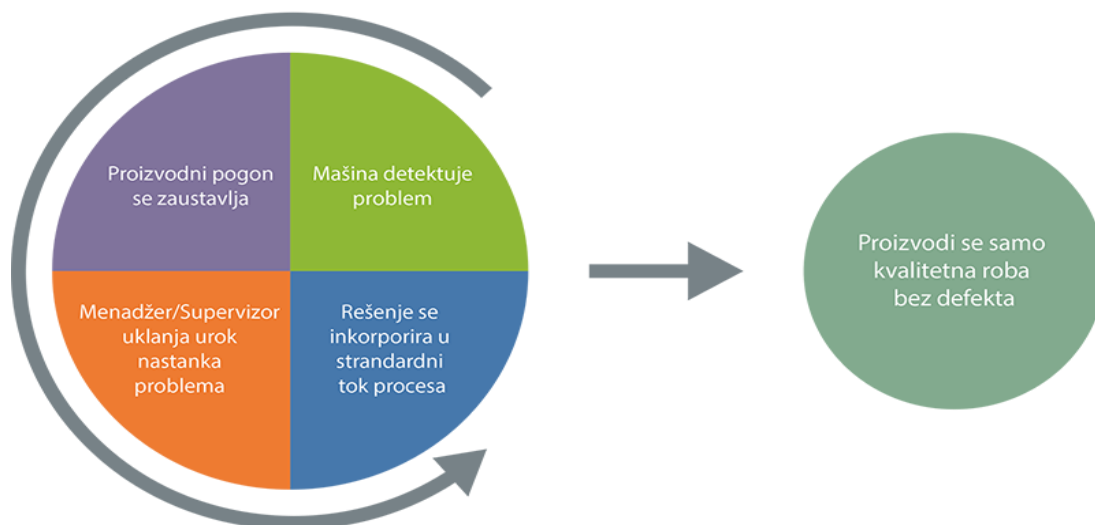 Proizvodni pogon
se zaustavlja
Mašina detektuje
problem
Menadžer/Supervizor
uklanja urok
nastanka
problema
Rešenje se
inkorporira u
strandardni
tok procesa
Proizvodi se samo
kvalitetna roba
bez defekta